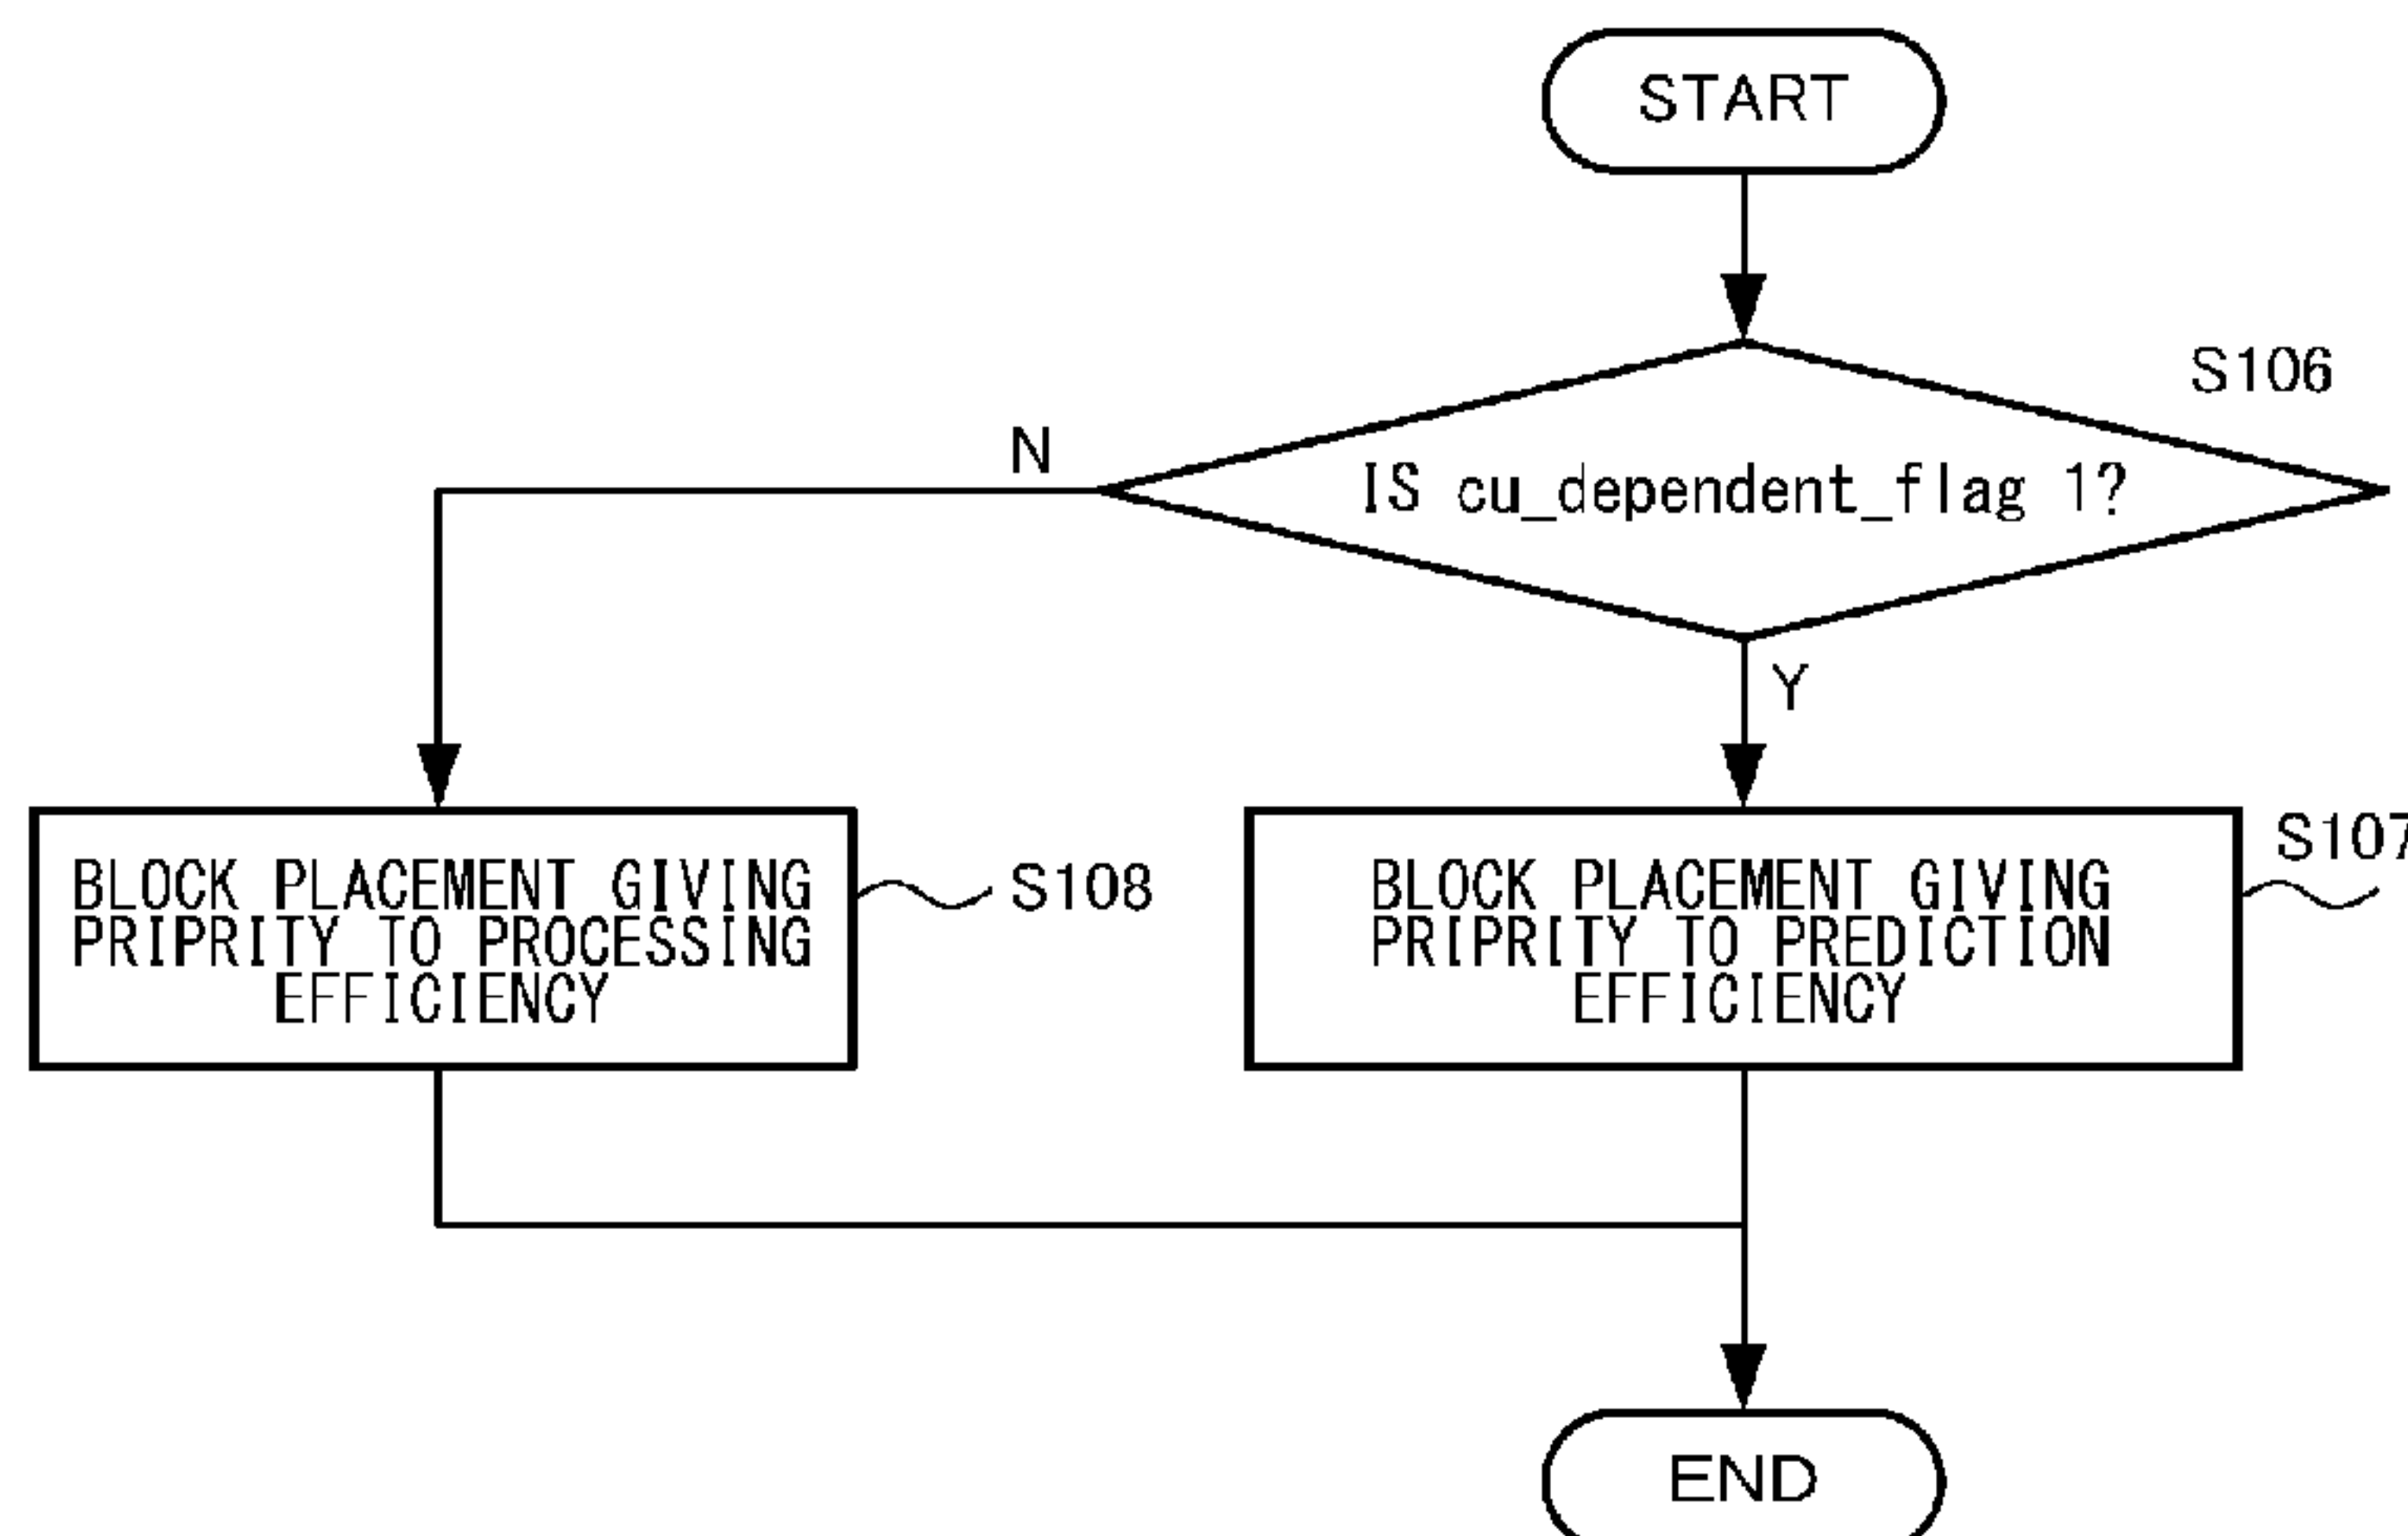 START
S106
N
IS cu_dependent_flag 1?
Y
S107
BLOCK PLACEMENT GIVING
PRIPRITY TO PROCESSING
EFFICIENCY
S108
BLOCK PLACEMENT GIVING
PRIPRITY TO PREDICTION
EFFICIENCY
END